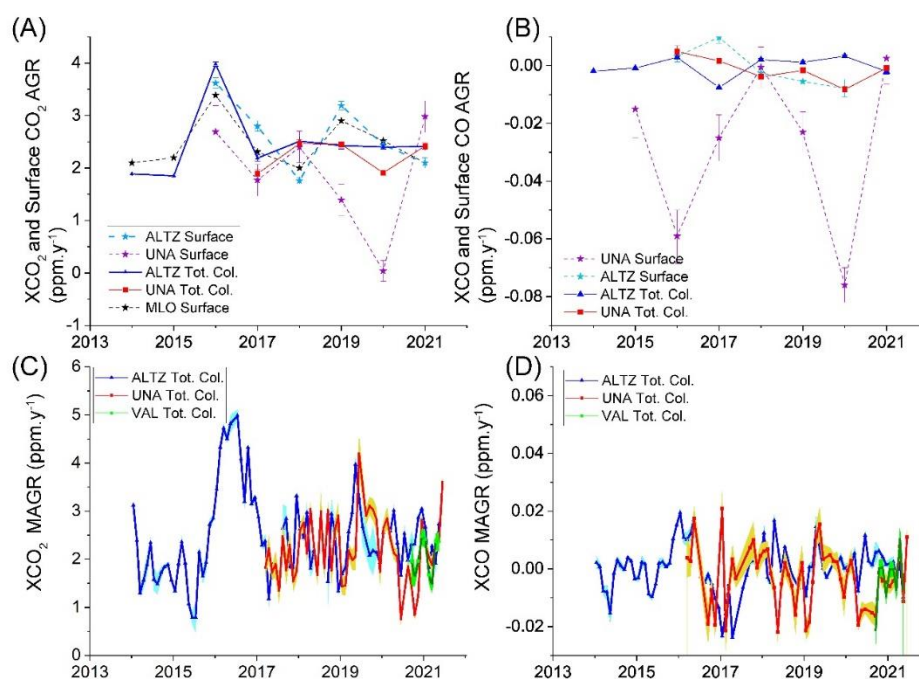 (A)
XCO₂ and Surface CO₂ AGR
(ppm.y⁻¹)
4
3
2
1
0
-1
ALTZ Surface
UNA Surface
ALTZ Tot. Col.
UNA Tot. Col.
MLO Surface
2013 2015 2017 2019 2021
(B)
XCO and Surface CO AGR
(ppm.y⁻¹)
0.00
-0.02
-0.04
-0.06
-0.08
UNA Surface
ALTZ Surface
ALTZ Tot. Col.
UNA Tot. Col.
2013 2015 2017 2019 2021
(C)
XCO₂ MAGR (ppm.y⁻¹)
6
5
4
3
2
1
0
ALTZ Tot. Col.
UNA Tot. Col.
VAL Tot. Col.
2013 2015 2017 2019 2021
(D)
XCO MAGR (ppm.y⁻¹)
0.04
0.02
0.00
-0.02
ALTZ Tot. Col.
UNA Tot. Col.
VAL Tot. Col.
2013 2015 2017 2019 2021